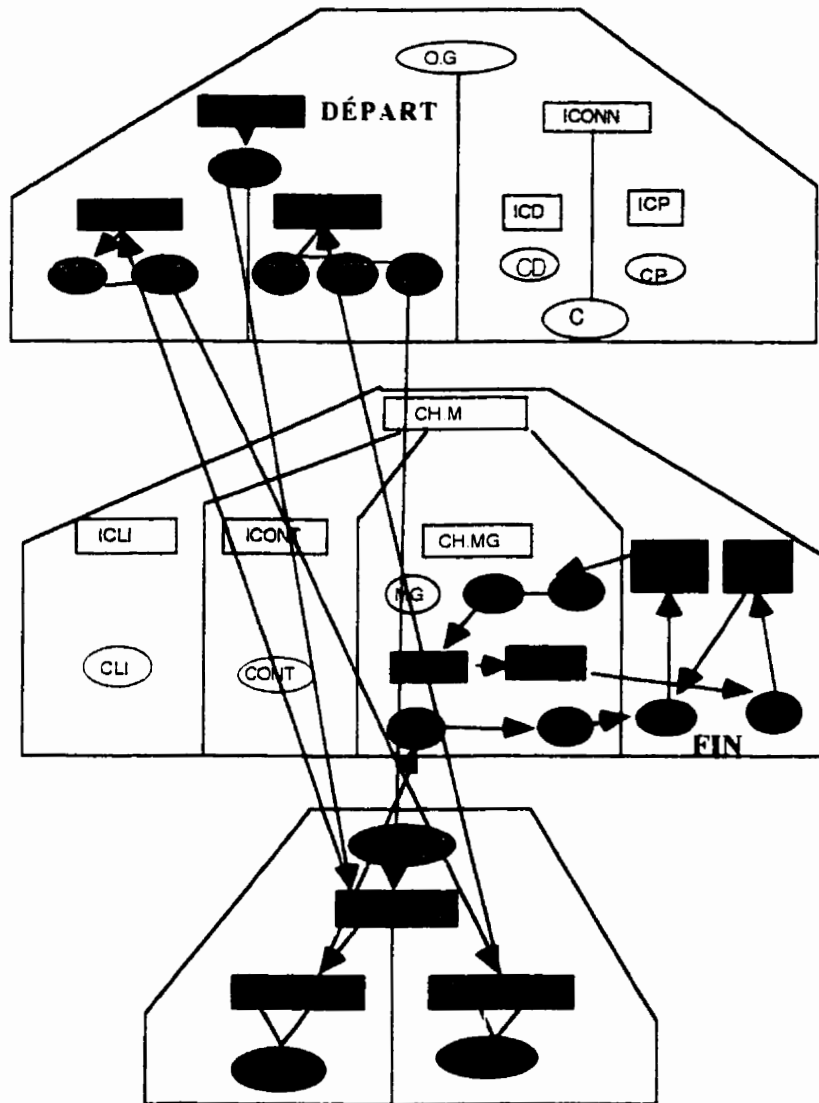 O.G
DÉPART
ICONN
ICD
ICP
CD
CP
C
CH.M
ICLI
ICONT
CH.MG
MG
CLI
CONT
FIN